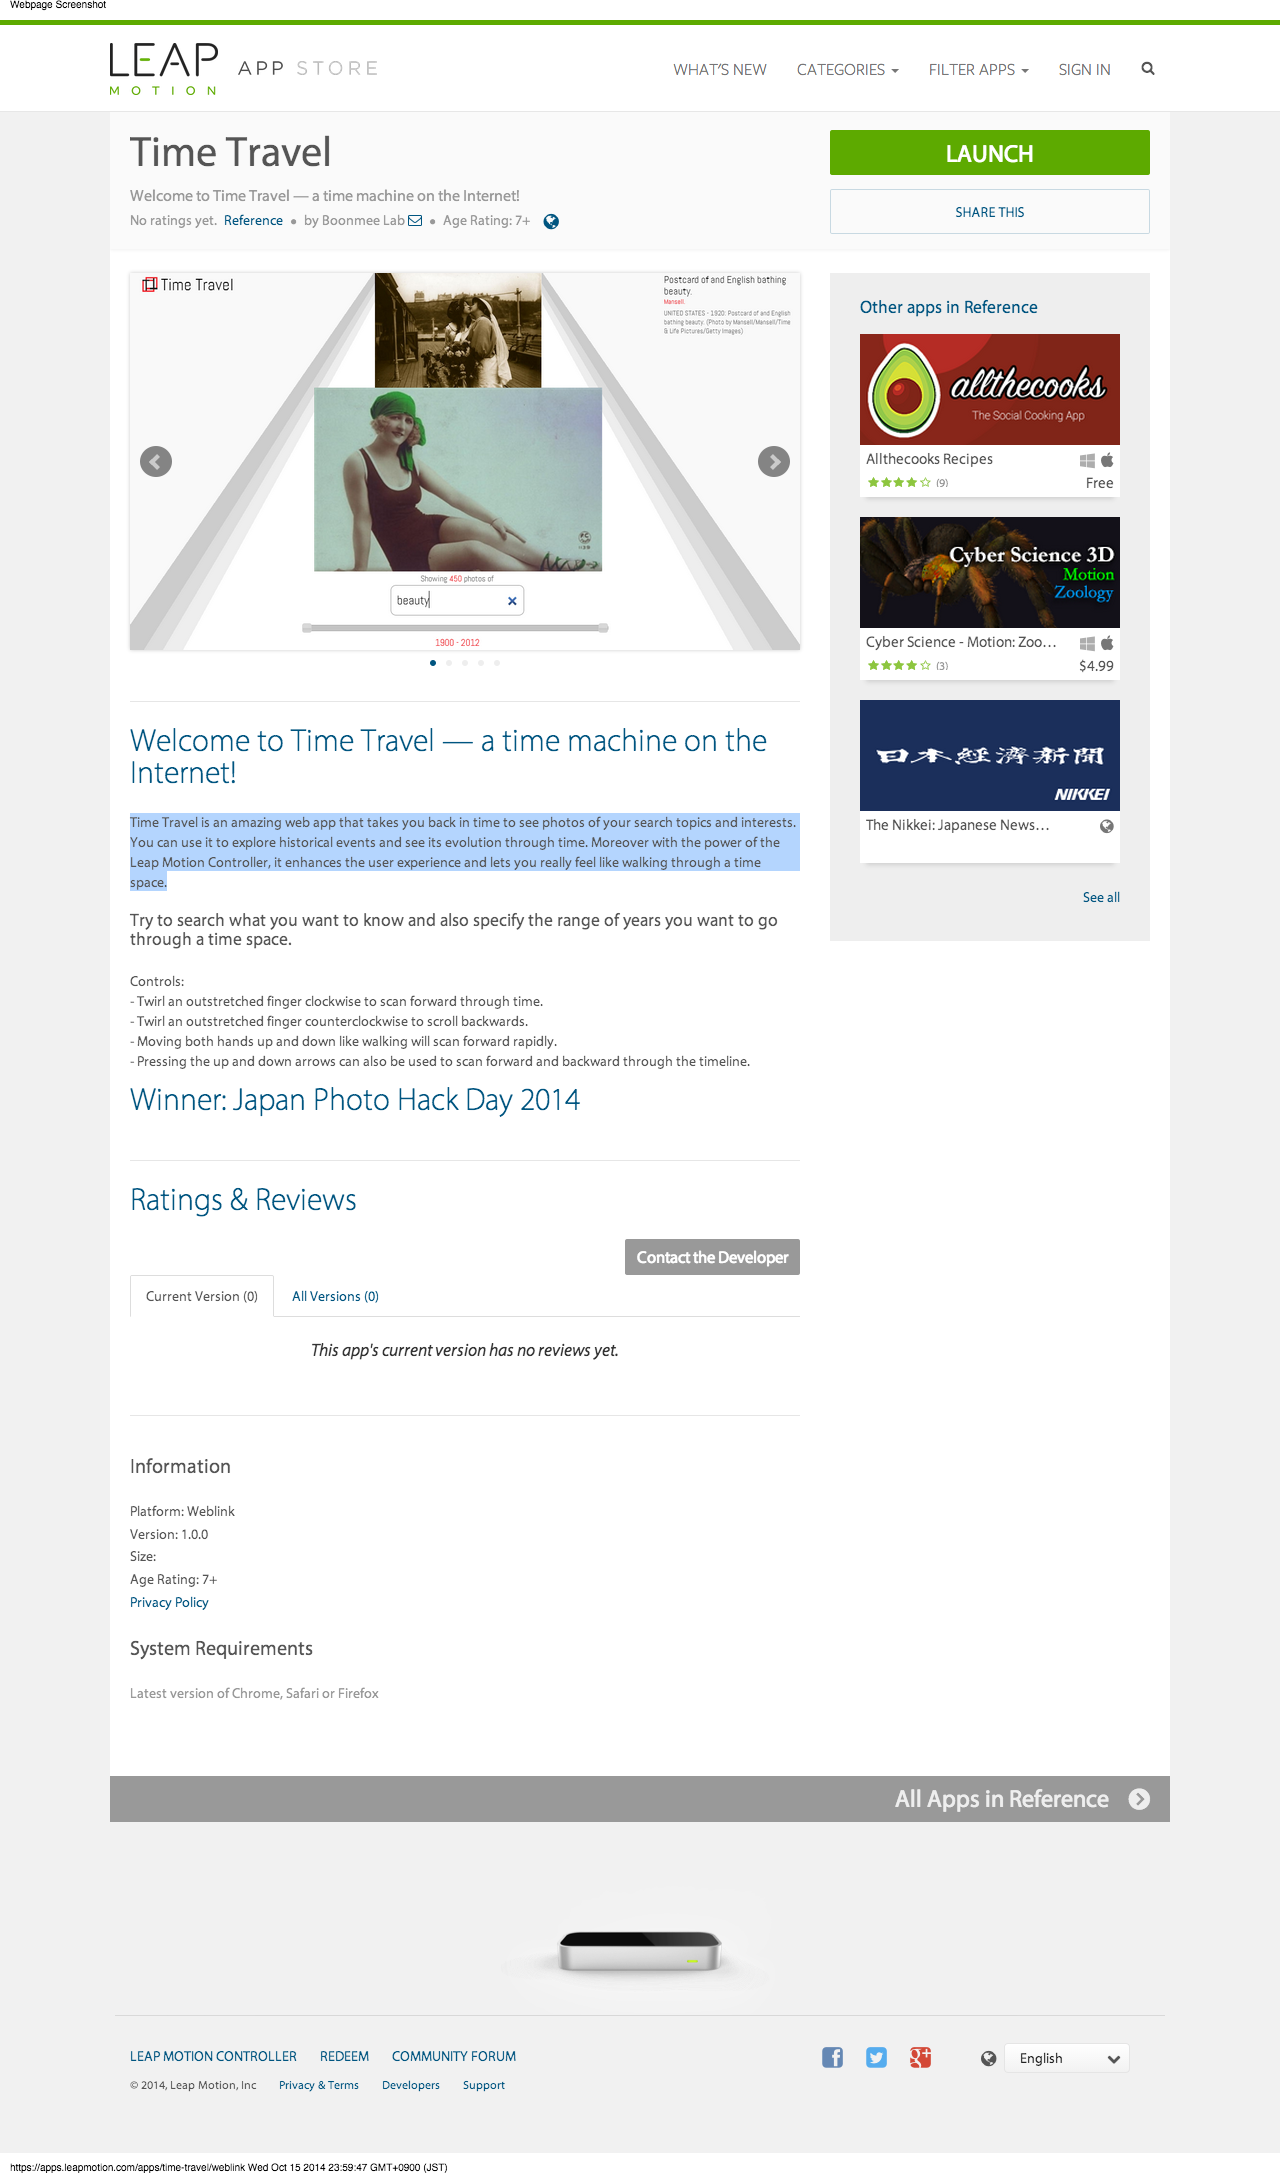 Webpage Screenshot
LEAP
MOTION
APP STORE
WHAT'S NEW
CATEGORIES
FILTER APPS
SIGN IN
Time Travel
Welcome to Time Travel — a time machine on the Internet!
No ratings yet. Reference • by Boonmee Lab • Age Rating: 7+
LAUNCH
SHARE THIS
Time Travel
Postcard of and English bathing
beauty.
Mansell.
UNITED STATES - 1920: Postcard of and English
bathing beauty. (Photo by Mansell/Mansell/Time
& Life Pictures/Getty Images)
Showing 450 photos of
beauty
1900 - 2012
Other apps in Reference
allthecooks
The Social Cooking App
Allthecooks Recipes
(9)
Free
Cyber Science 3D
Motion
Zoology
Cyber Science - Motion: Zoo…
(3)
$4.99
日本経済新聞
NIKKEI
The Nikkei: Japanese News…
See all
Welcome to Time Travel — a time machine on the
Internet!
Time Travel is an amazing web app that takes you back in time to see photos of your search topics and interests.
You can use it to explore historical events and see its evolution through time. Moreover with the power of the
Leap Motion Controller, it enhances the user experience and lets you really feel like walking through a time
space.
Try to search what you want to know and also specify the range of years you want to go
through a time space.
Controls:
- Twirl an outstretched finger clockwise to scan forward through time.
- Twirl an outstretched finger counterclockwise to scroll backwards.
- Moving both hands up and down like walking will scan forward rapidly.
- Pressing the up and down arrows can also be used to scan forward and backward through the timeline.
Winner: Japan Photo Hack Day 2014
Ratings & Reviews
Contact the Developer
Current Version (0)
All Versions (0)
This app's current version has no reviews yet.
Information
Platform: Weblink
Version: 1.0.0
Size:
Age Rating: 7+
Privacy Policy
System Requirements
Latest version of Chrome, Safari or Firefox
All Apps in Reference
LEAP MOTION CONTROLLER
REDEEM
COMMUNITY FORUM
English
© 2014, Leap Motion, Inc
Privacy & Terms
Developers
Support
https://apps.leapmotion.com/apps/time-travel/weblink Wed Oct 15 2014 23:59:47 GMT+0900 (JST)